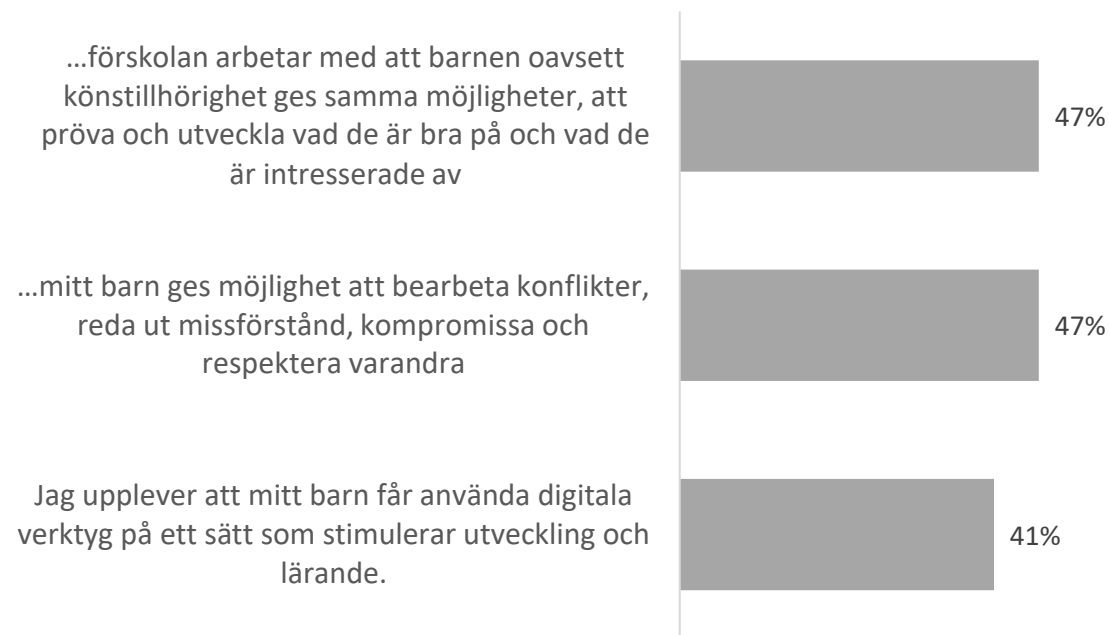 …förskolan arbetar med att barnen oavsett
könstillhörighet ges samma möjligheter, att
pröva och utveckla vad de är bra på och vad de
är intresserade av
47%
…mitt barn ges möjlighet att bearbeta konflikter,
reda ut missförstånd, kompromissa och
respektera varandra
47%
Jag upplever att mitt barn får använda digitala
verktyg på ett sätt som stimulerar utveckling och
lärande.
41%